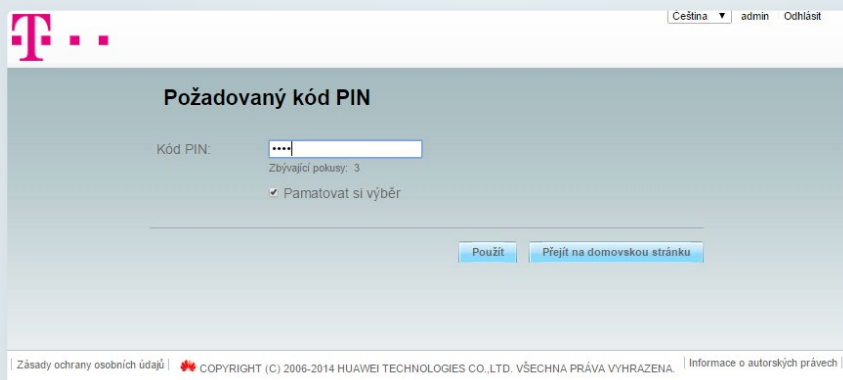 Čeština ▼ admin Odhlásit
T
Požadovaný kód PIN
Kód PIN: ••••
Zbývající pokusy: 3
Pamatovat si výběr
Použít Přejít na domovskou stránku
Zásady ochrany osobních údajů COPYRIGHT (C) 2006-2014 HUAWEI TECHNOLOGIES CO.,LTD. VŠECHNA PRÁVA VYHRAZENA. Informace o autorských právech